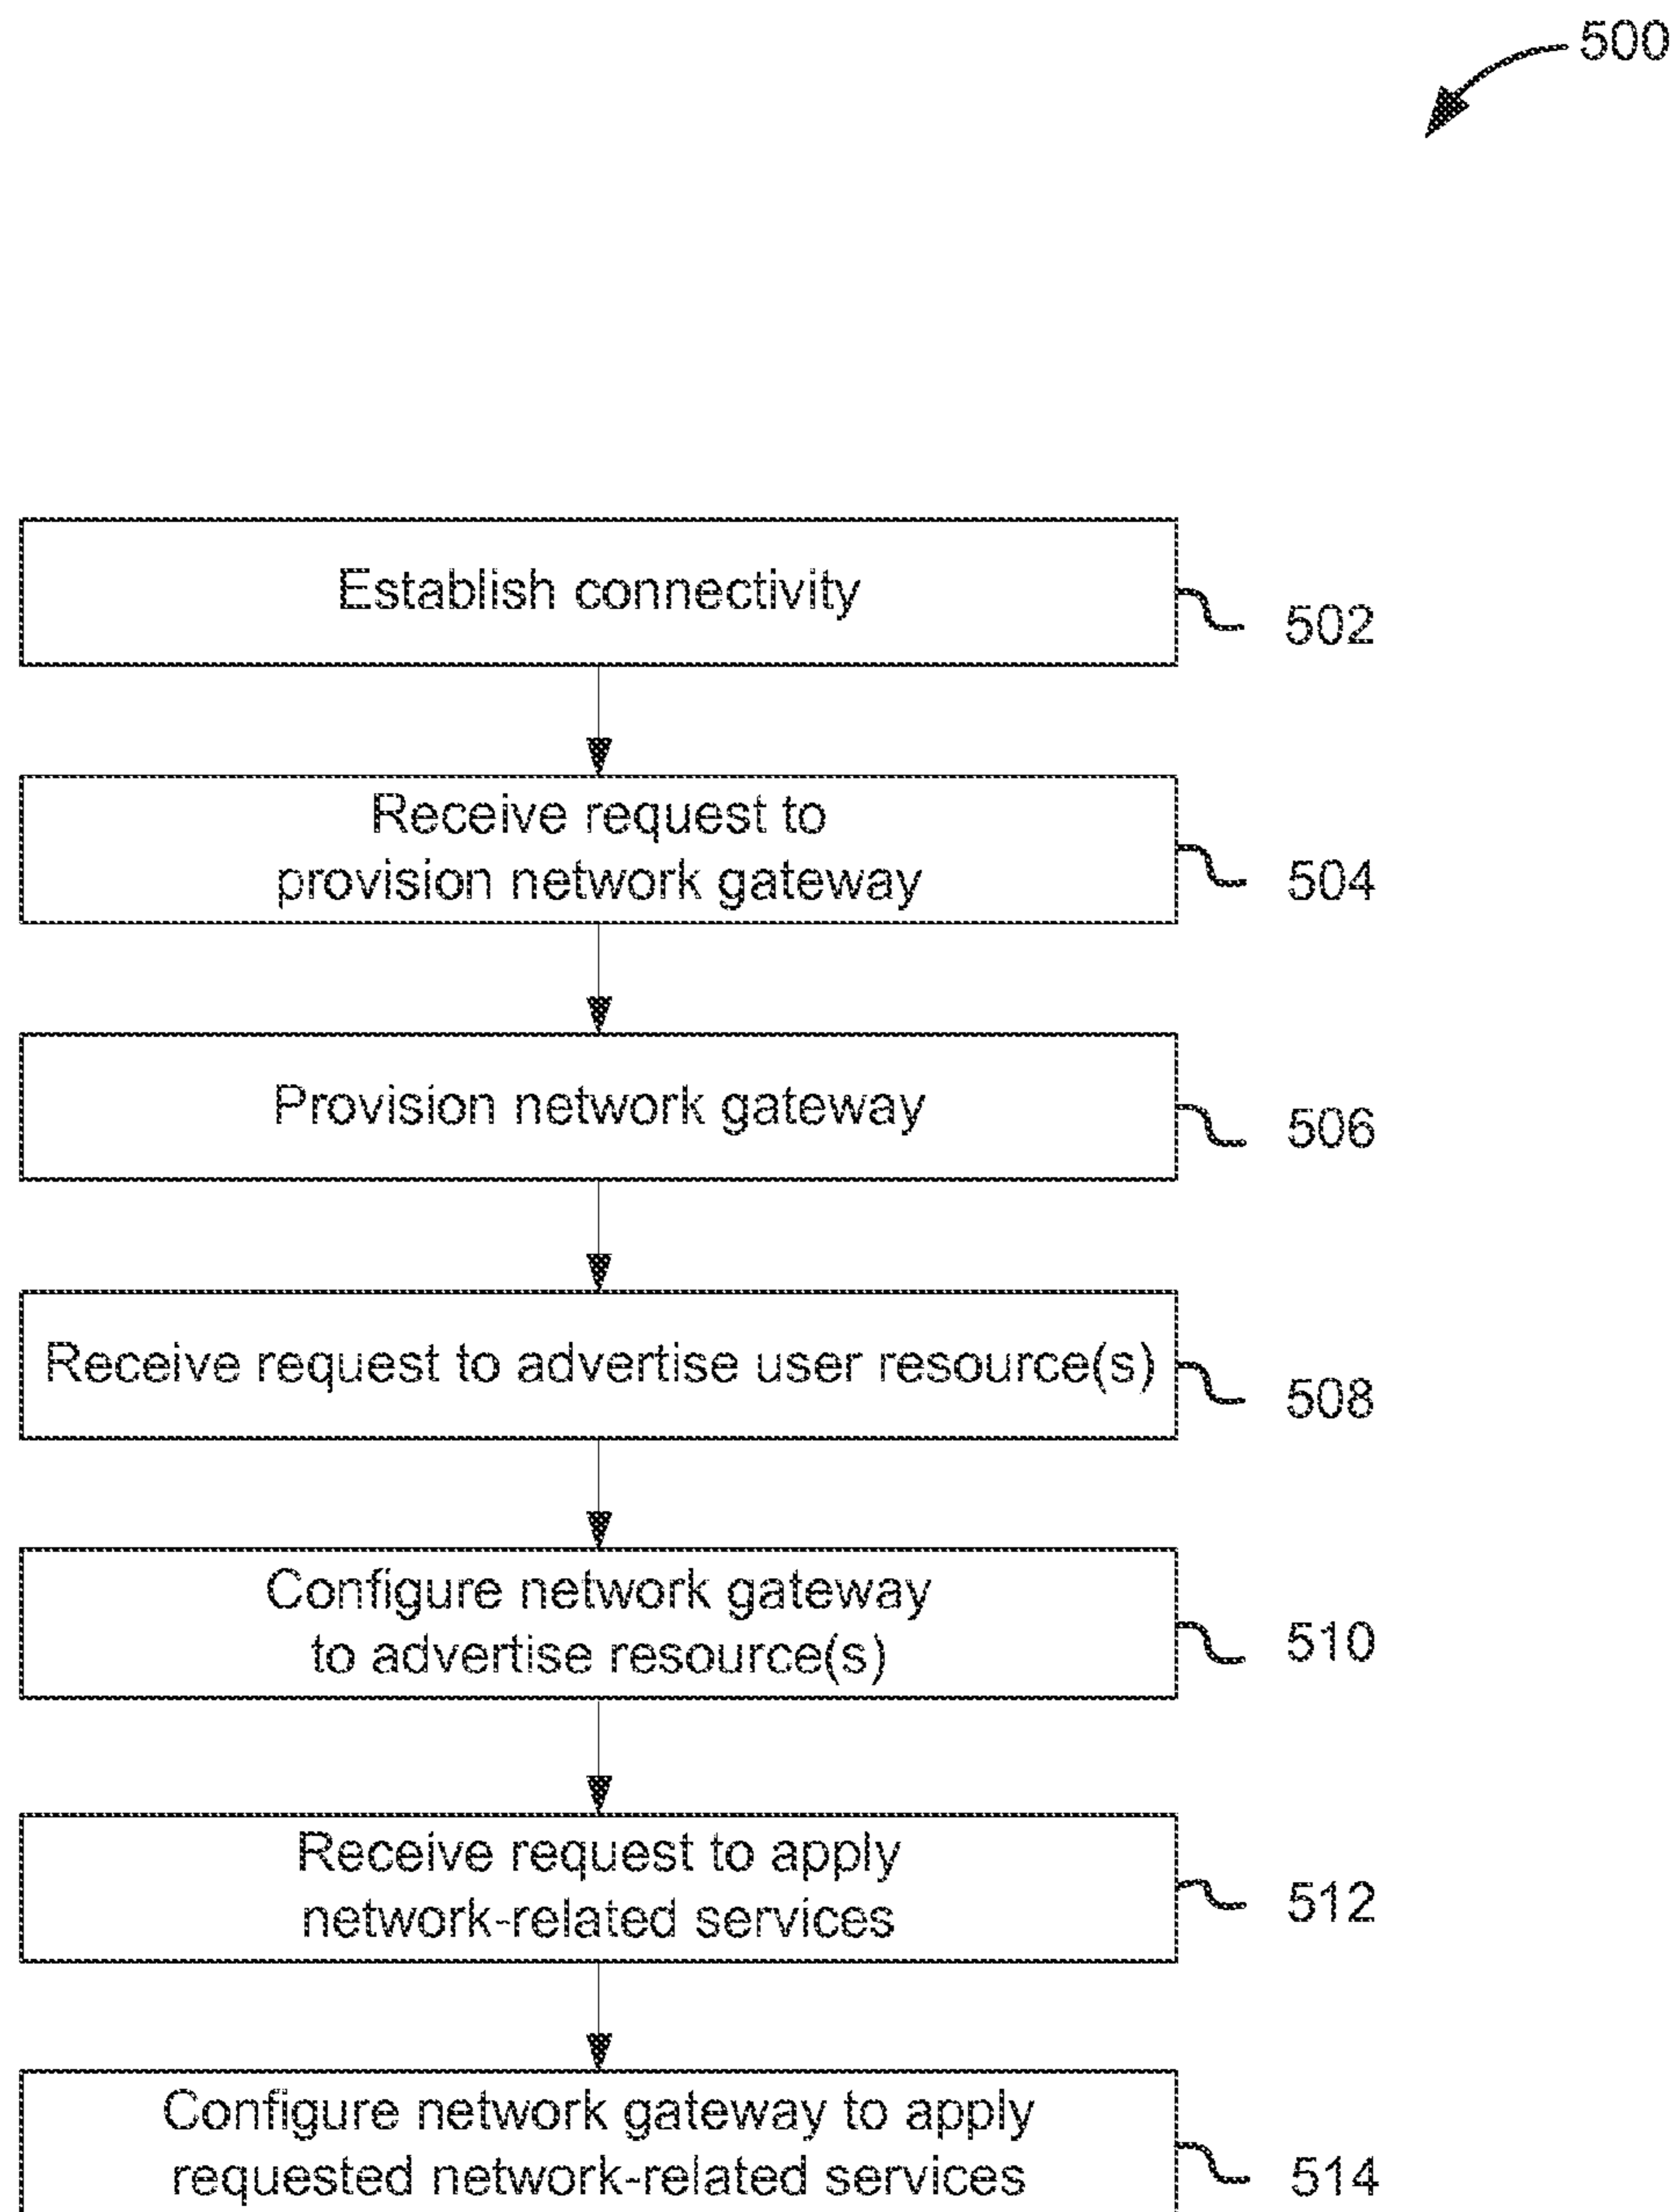 500
Establish connectivity
502
Receive request to
provision network gateway
504
Provision network gateway
506
Receive request to advertise user resource(s)
508
Configure network gateway
to advertise resource(s)
510
Receive request to apply
network-related services
512
Configure network gateway to apply
requested network-related services
514